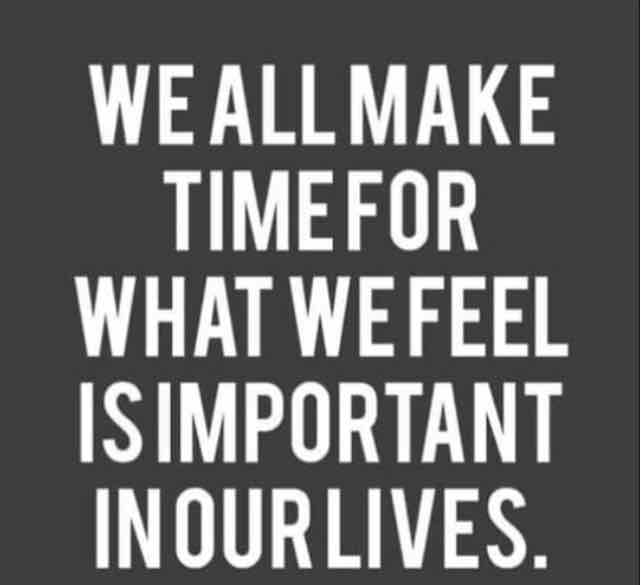 WE ALL MAKE
TIME FOR
WHAT WE FEEL
IS IMPORTANT
IN OUR LIVES.